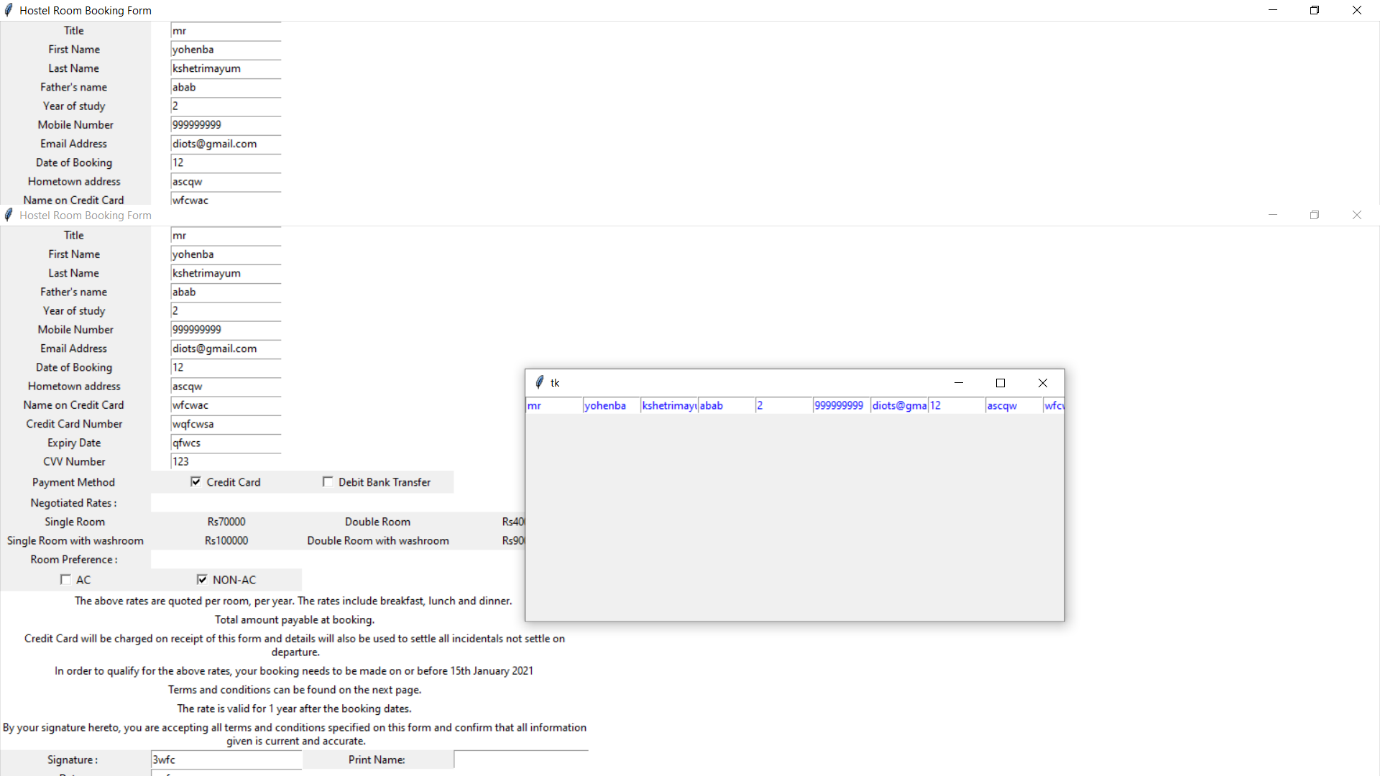 Hostel Room Booking Form
Title mr
First Name yohenba
Last Name kshetrimayum
Father's name abab
Year of study 2
Mobile Number 999999999
Email Address diots@gmail.com
Date of Booking 12
Hometown address ascqw
Name on Credit Card wfcwac
Hostel Room Booking Form
Title mr
First Name yohenba
Last Name kshetrimayum
Father's name abab
Year of study 2
Mobile Number 999999999
Email Address diots@gmail.com
Date of Booking 12
Hometown address ascqw
tk
Name on Credit Card wfcwac
mr yohenba kshetrimayu abab 2 999999999 diots@gma 12 ascqw wfc
Credit Card Number wqfcwsa
Expiry Date qfwcs
CVV Number 123
Payment Method Credit Card Debit Bank Transfer
Negotiated Rates :
Single Room Rs70000 Double Room Rs40
Single Room with washroom Rs100000 Double Room with washroom Rs90
Room Preference :
AC NON-AC
The above rates are quoted per room, per year. The rates include breakfast, lunch and dinner.
Total amount payable at booking.
Credit Card will be charged on receipt of this form and details will also be used to settle all incidentals not settle on
departure.
In order to qualify for the above rates, your booking needs to be made on or before 15th January 2021
Terms and conditions can be found on the next page.
The rate is valid for 1 year after the booking dates.
By your signature hereto, you are accepting all terms and conditions specified on this form and confirm that all information
given is current and accurate.
Signature : 3wfc Print Name: